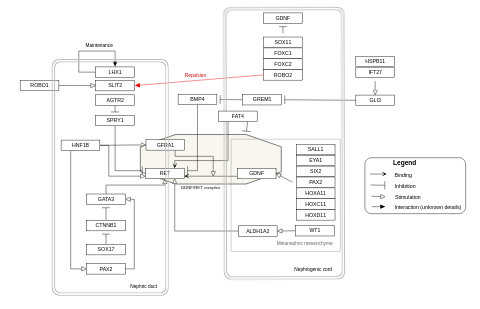 GDNF
Maintenance
SOX11
FOXC1
FOXC2
ROBO2
HSPB11
IFT27
LHX1
Repulsion
ROBO1
SLIT2
AGTR2
BMP4
GREM1
GLI3
SPRY1
FAT4
HNF1B
GFRA1
SALL1
EYA1
SIX2
PAX2
HOXA11
HOXC11
HOXD11
RET
GDNF
GDNF/RET complex
Legend
Binding
Inhibition
Stimulation
Interaction (unknown details)
GATA3
CTNNB1
ALDH1A2
WT1
SOX17
Metanephric mesenchyme
PAX2
Nephrogenic cord
Nephric duct